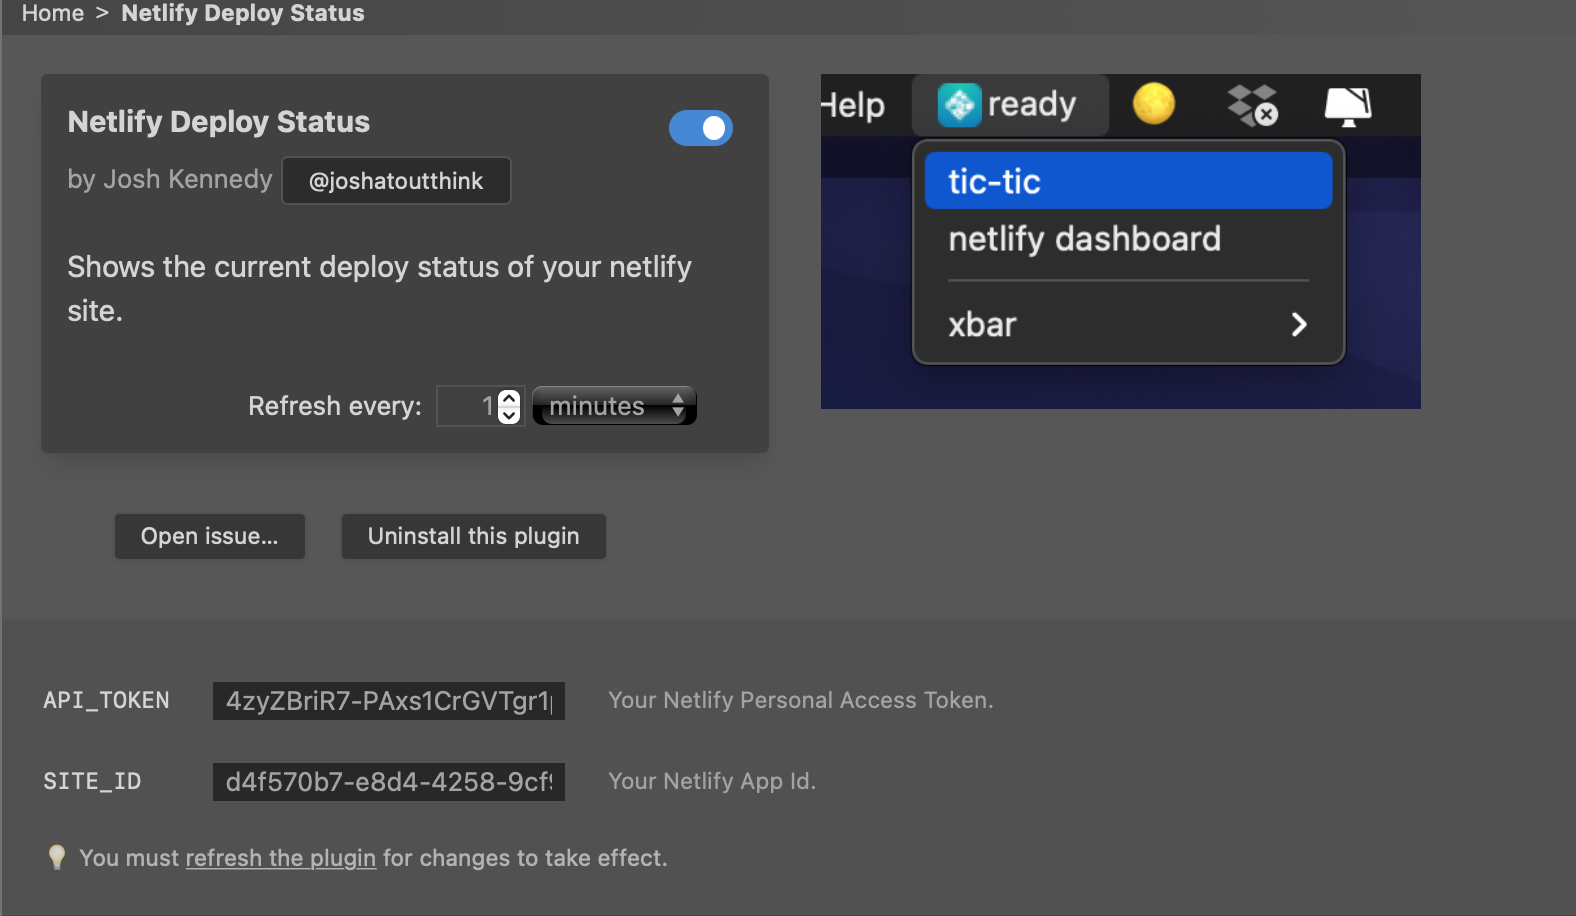 Home > Netlify Deploy Status
Netlify Deploy Status
by Josh Kennedy @joshatoutthink
Shows the current deploy status of your netlify
site.
Refresh every: 1 minutes
Help ready
tic-tic
netlify dashboard
xbar
Open issue...
Uninstall this plugin
API_TOKEN 4zyZBriR7-PAxs1CrGVTgr1 Your Netlify Personal Access Token.
SITE_ID d4f570b7-e8d4-4258-9cf Your Netlify App Id.
You must refresh the plugin for changes to take effect.